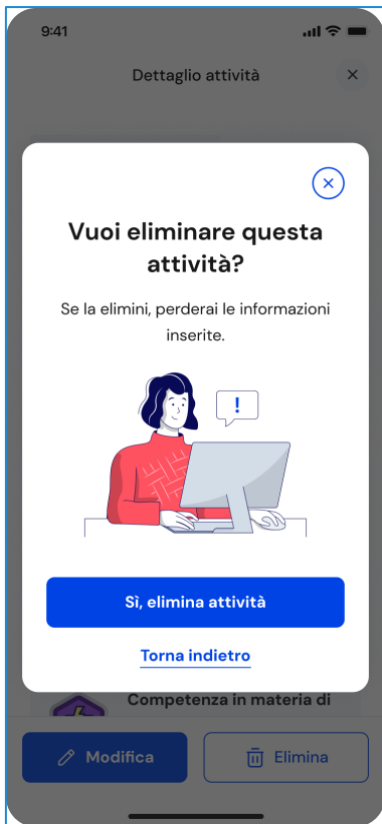 9:41
Dettaglio attività
Vuoi eliminare questa
attività?
Se la elimini, perderai le informazioni
inserite.
!
Sì, elimina attività
Torna indietro
Competenza in materia di
Modifica
Elimina